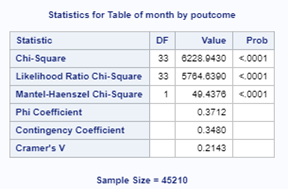 Statistics for Table of month by poutcome
Statistic DF Value Prob
Chi-Square 33 6228.9430 <.0001
Likelihood Ratio Chi-Square 33 5764.6390 <.0001
Mantel-Haenszel Chi-Square 1 49.4376 <.0001
Phi Coefficient 0.3712
Contingency Coefficient 0.3480
Cramer's V 0.2143
Sample Size = 45210